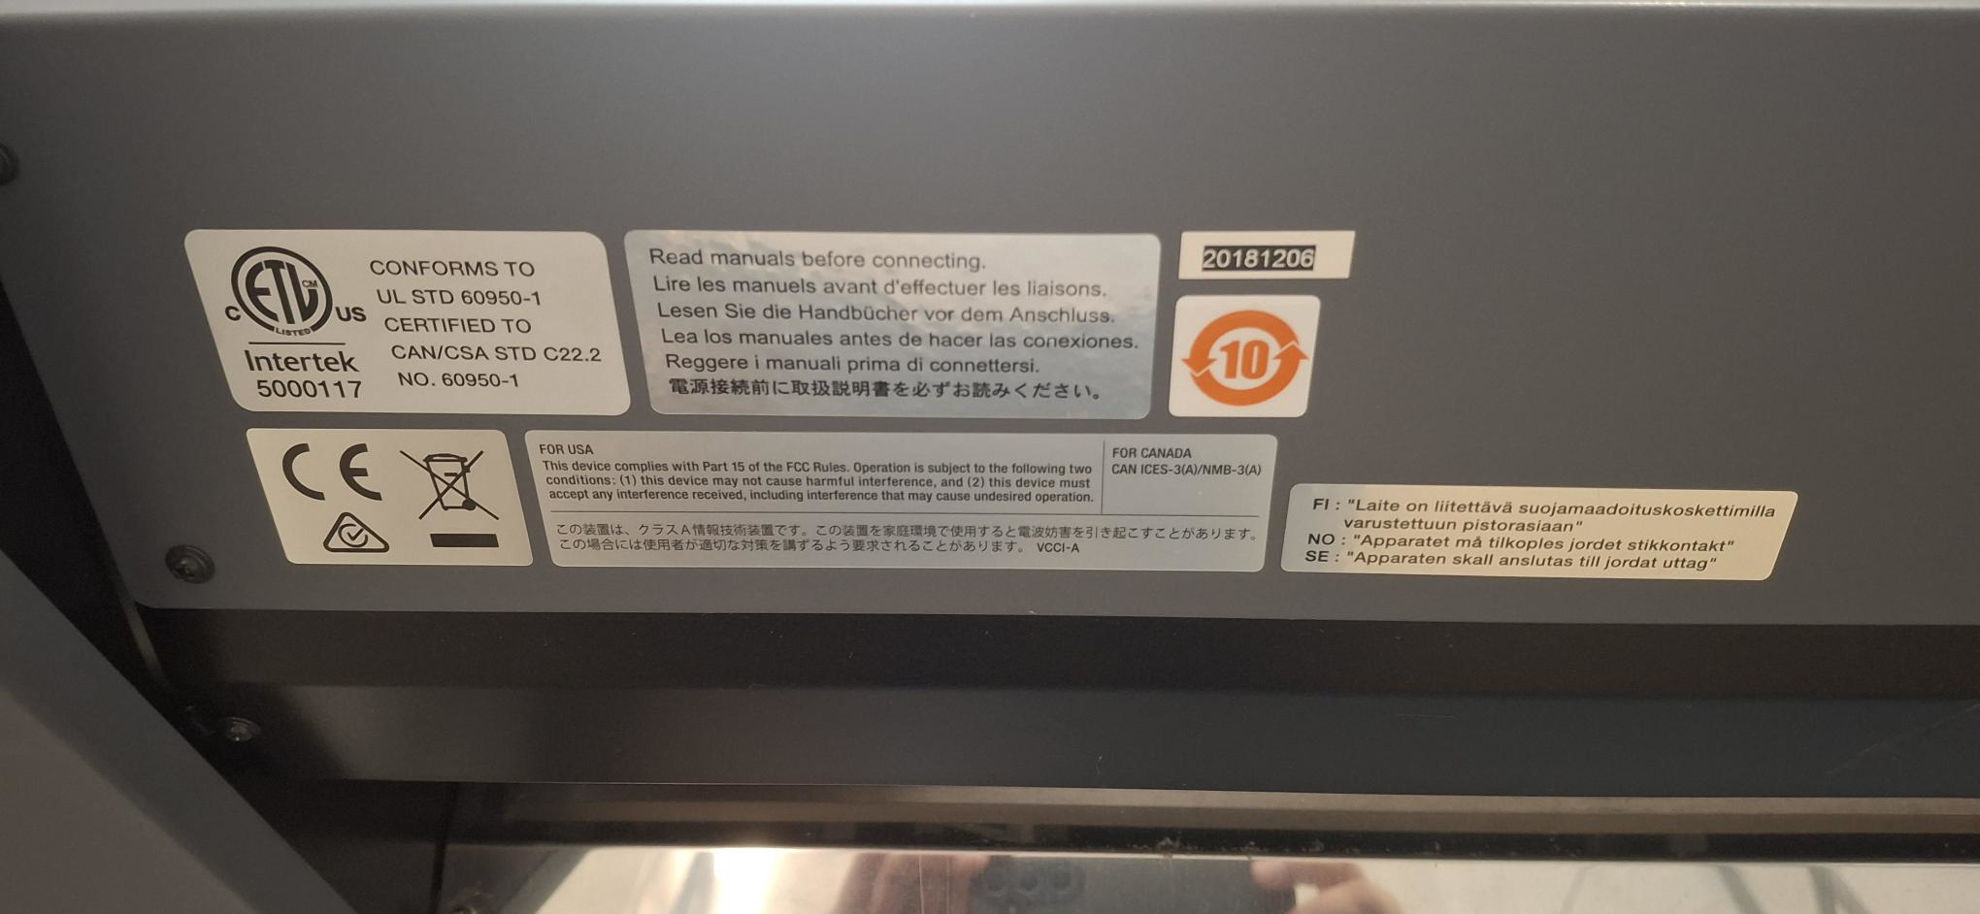 CONFORMS TO
UL STD 60950-1
CERTIFIED TO
CAN/CSA STD C22.2
NO. 60950-1
C ETL CM US
LISTED
Intertek
5000117
Read manuals before connecting.
Lire les manuels avant d'effectuer les liaisons.
Lesen Sie die Handbücher vor dem Anschluss.
Lea los manuales antes de hacer las conexiones.
Reggere i manuali prima di connettersi.
電源接続前に取扱説明書を必ずお読みください。
20181206
10
CE
FOR USA
This device complies with Part 15 of the FCC Rules. Operation is subject to the following two
conditions: (1) this device may not cause harmful interference, and (2) this device must
accept any interference received, including interference that may cause undesired operation.
FOR CANADA
CAN ICES-3(A)/NMB-3(A)
この装置は、クラスA情報技術装置です。この装置を家庭環境で使用すると電波妨害を引き起こすことがあります。
この場合には使用者が適切な対策を講ずるよう要求されることがあります。 VCCI-A
FI : "Laite on liitettävä suojamaadoituskoskettimilla
varustettuun pistorasiaan"
NO : "Apparatet må tilkoples jordet stikkontakt"
SE : "Apparaten skall anslutas till jordat uttag"